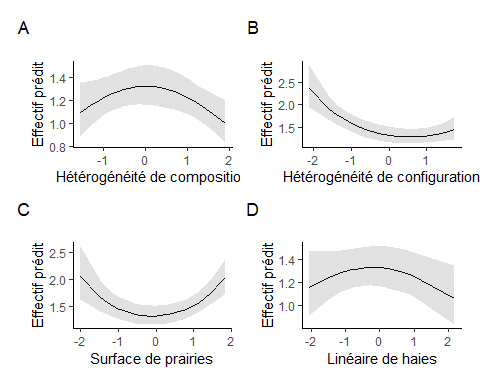 A
Effectif prédit
1.4
1.2
1.0
0.8
-1
0
1
2
Hétérogénéité de compositio
B
Effectif prédit
2.5
2.0
1.5
-2
-1
0
1
Hétérogénéité de configuration
C
Effectif prédit
2.5
2.0
1.5
-2
-1
0
1
2
Surface de prairies
D
Effectif prédit
1.4
1.2
1.0
-2
-1
0
1
2
Linéaire de haies